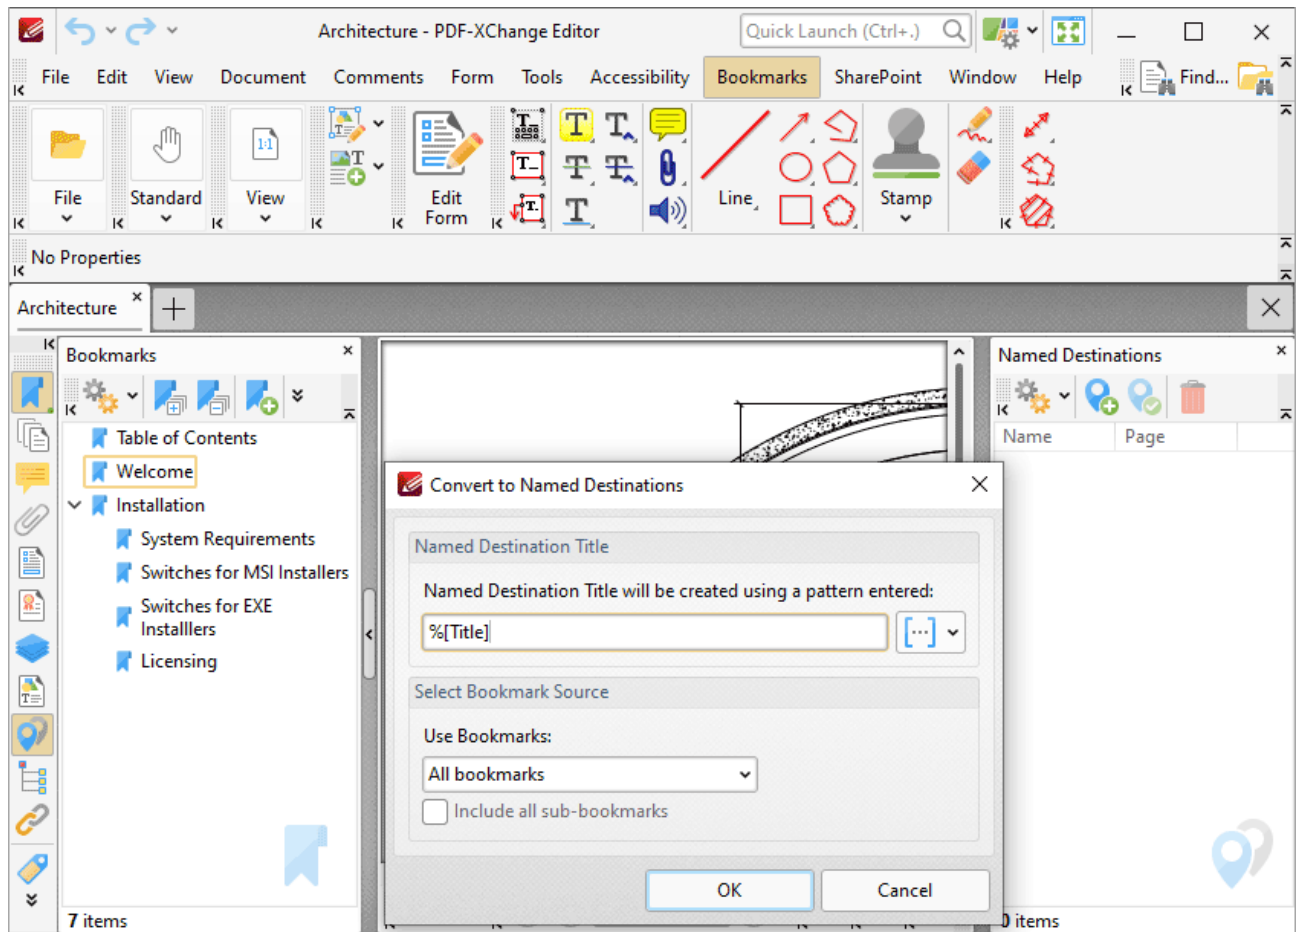 Architecture - PDF-XChange Editor
Quick Launch (Ctrl+.)
File Edit View Document Comments Form Tools Accessibility Bookmarks SharePoint Window Help Find...
1:1
File Standard View Edit Form Line Stamp
No Properties
Architecture
Bookmarks
Table of Contents
Welcome
Installation
System Requirements
Switches for MSI Installers
Switches for EXE
Installlers
Licensing
7 items
Convert to Named Destinations
Named Destination Title
Named Destination Title will be created using a pattern entered:
%[Title]
Select Bookmark Source
Use Bookmarks:
All bookmarks
Include all sub-bookmarks
OK Cancel
Named Destinations
Name Page
0 items